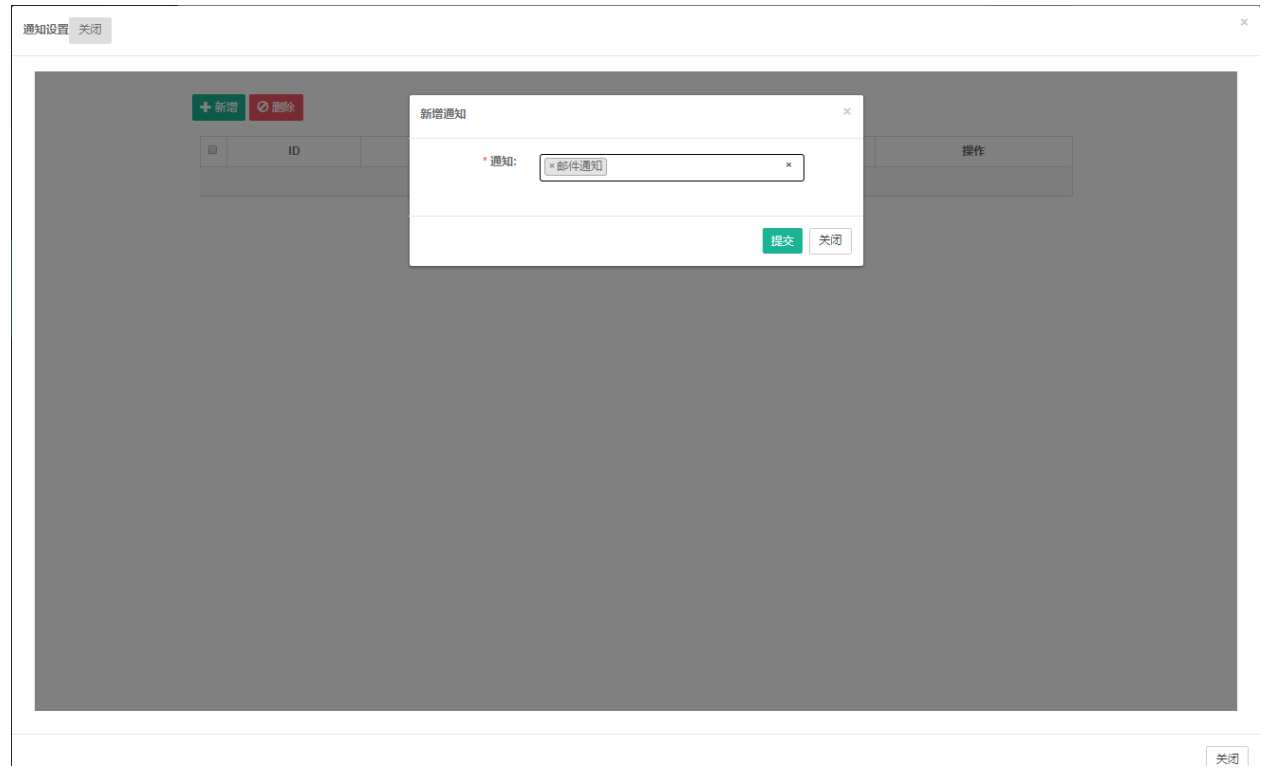 通知设置 关闭 ×
新增 删除
新增通知 ×
ID 操作
* 通知: ×邮件通知 ×
提交 关闭
关闭